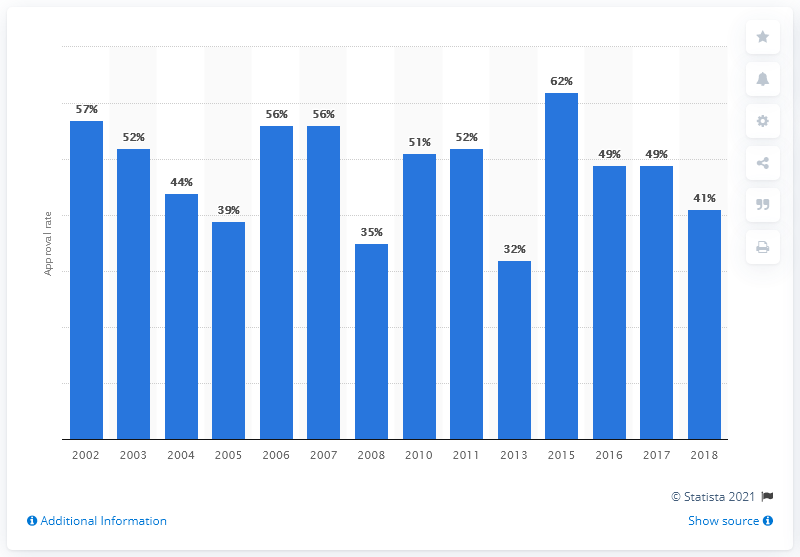 62%
57%
56% 56%
52% 51% 52%
49% 49%
44%
41%
39%
35%
32%
Approval rate
2002 2003 2004 2005 2006 2007 2008 2010 2011 2013 2015 2016 2017 2018
© Statista 2021
Additional Information Show source